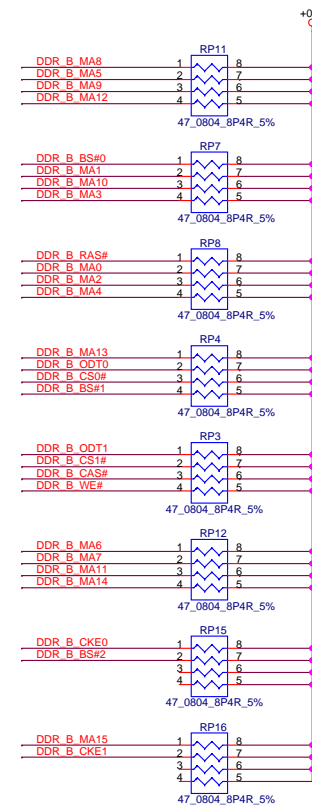 +0
RP11
DDR_B_MA8 1 8
DDR_B_MA5 2 7
DDR_B_MA9 3 6
DDR_B_MA12 4 5
47_0804_8P4R_5%
RP7
DDR_B_BS#0 1 8
DDR_B_MA1 2 7
DDR_B_MA10 3 6
DDR_B_MA3 4 5
47_0804_8P4R_5%
RP8
DDR_B_RAS# 1 8
DDR_B_MA0 2 7
DDR_B_MA2 3 6
DDR_B_MA4 4 5
47_0804_8P4R_5%
RP4
DDR_B_MA13 1 8
DDR_B_ODT0 2 7
DDR_B_CS0# 3 6
DDR_B_BS#1 4 5
47_0804_8P4R_5%
RP3
DDR_B_ODT1 1 8
DDR_B_CS1# 2 7
DDR_B_CAS# 3 6
DDR_B_WE# 4 5
47_0804_8P4R_5%
RP12
DDR_B_MA6 1 8
DDR_B_MA7 2 7
DDR_B_MA11 3 6
DDR_B_MA14 4 5
47_0804_8P4R_5%
RP15
DDR_B_CKE0 1 8
DDR_B_BS#2 2 7
3 6
4 5
47_0804_8P4R_5%
RP16
DDR_B_MA15 1 8
DDR_B_CKE1 2 7
3 6
4 5
47_0804_8P4R_5%